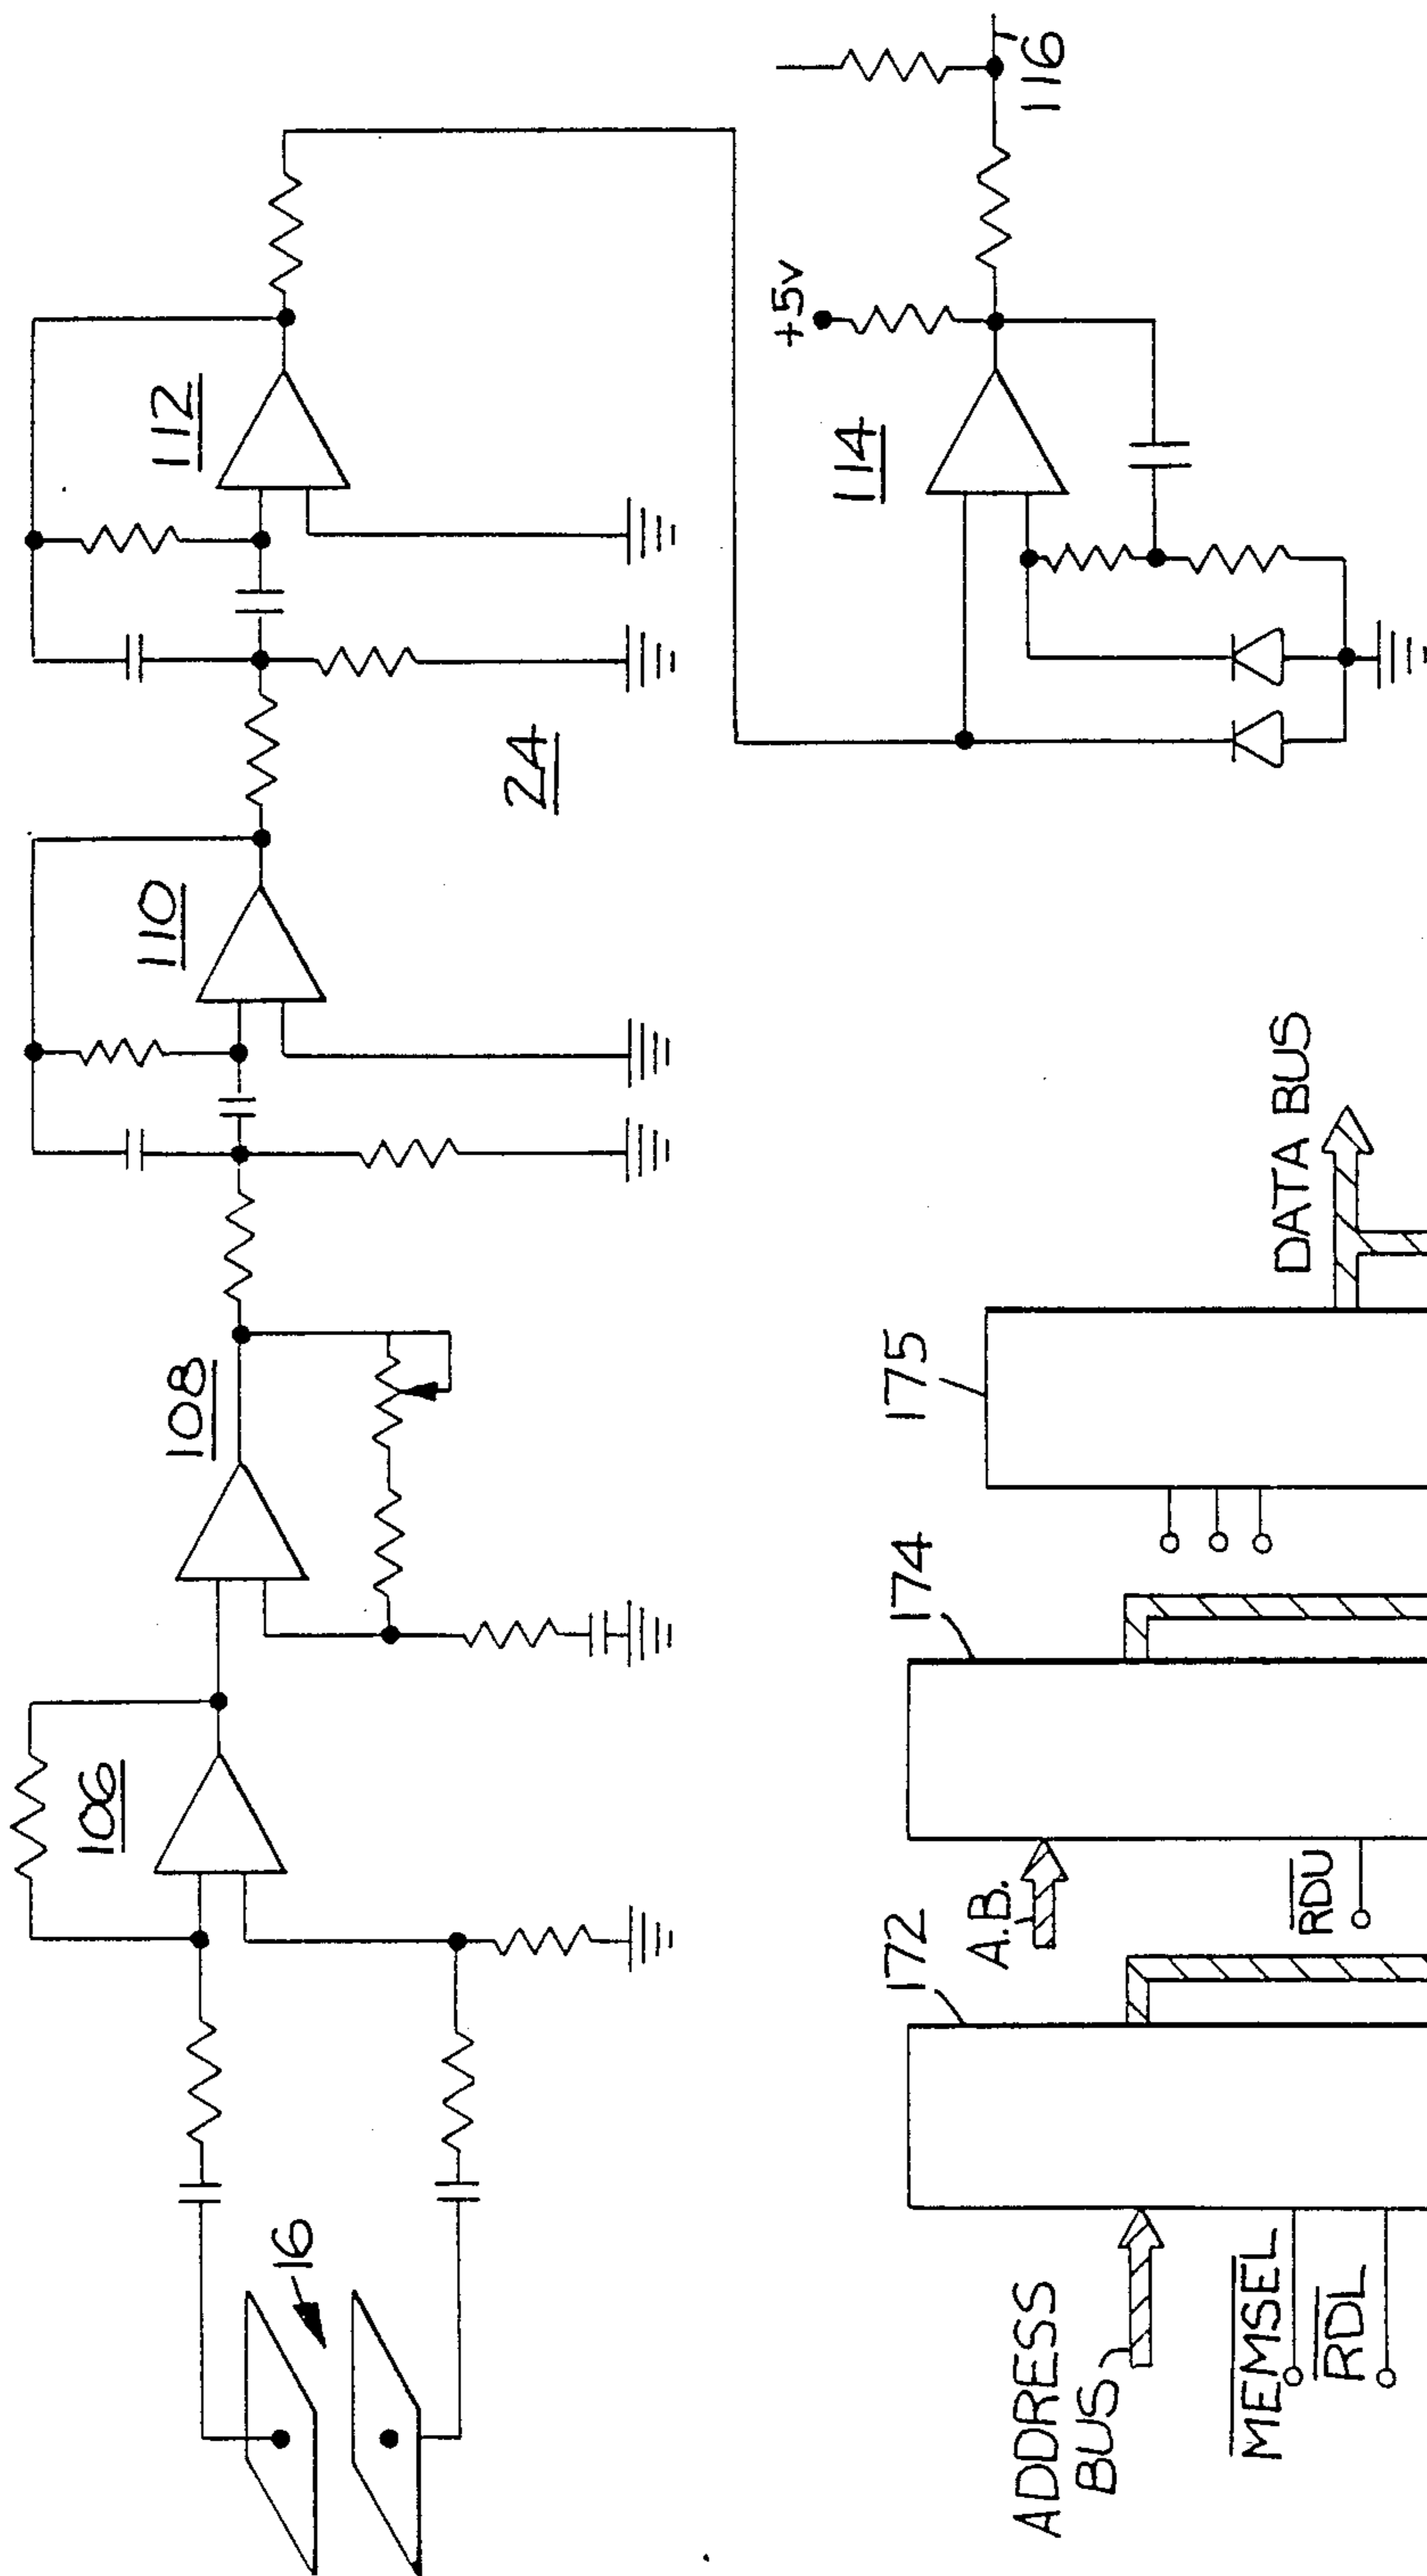 16
106
108
110
112
24
114
+5v
116
172
174
175
ADDRESS
BUS
A.B.
MEMSEL
RDL
RDU
DATA BUS